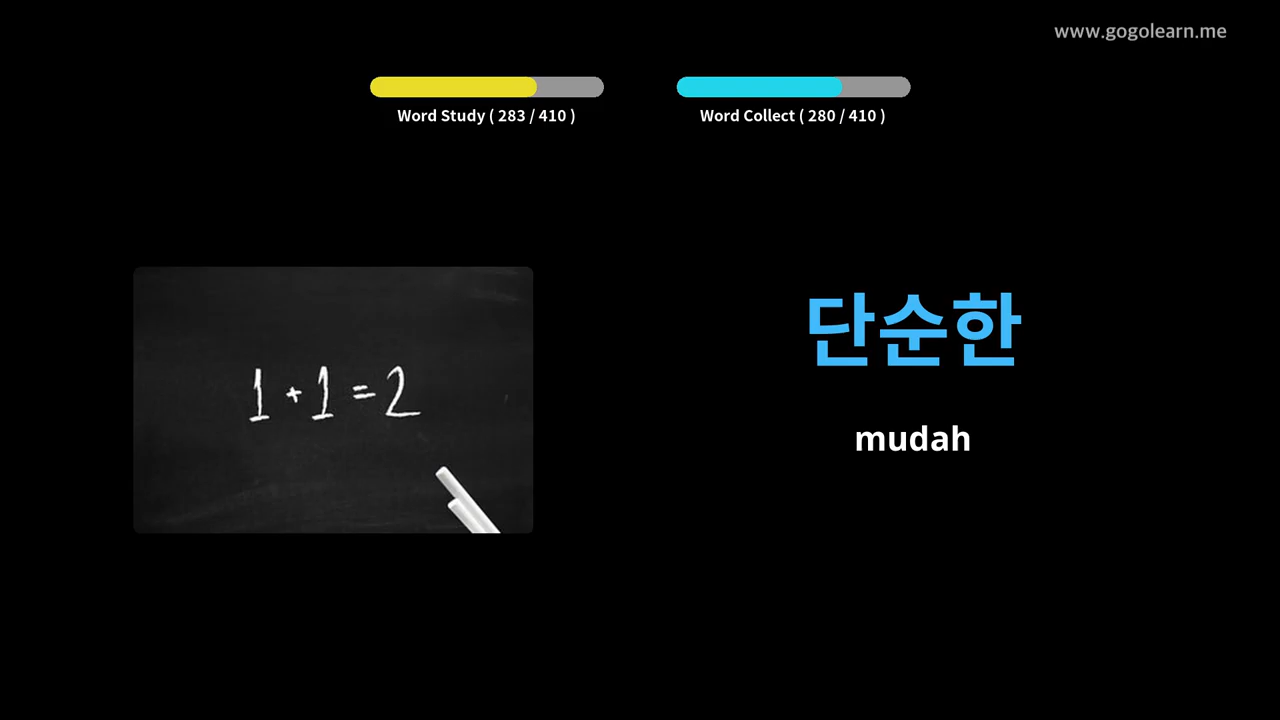 www.gogolearn.me
Word Study ( 283 / 410 )
Word Collect ( 280 / 410 )
1 + 1 = 2
단순한
mudah